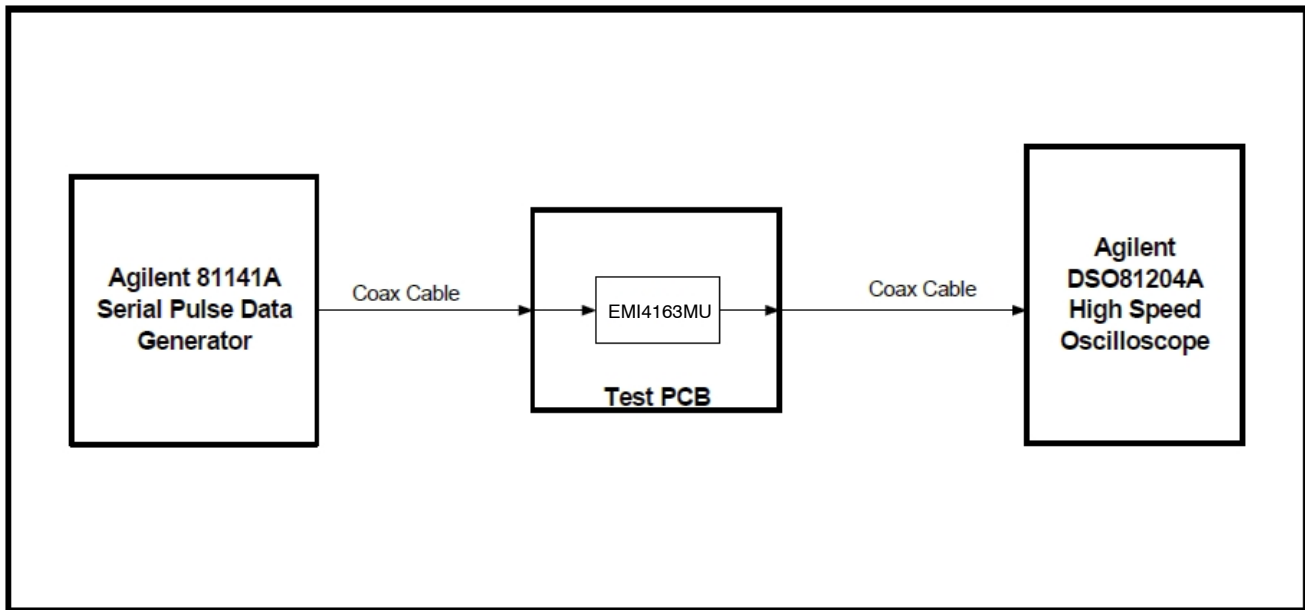 Agilent 81141A
Serial Pulse Data
Generator
Coax Cable
EMI4163MU
Test PCB
Coax Cable
Agilent
DSO81204A
High Speed
Oscilloscope